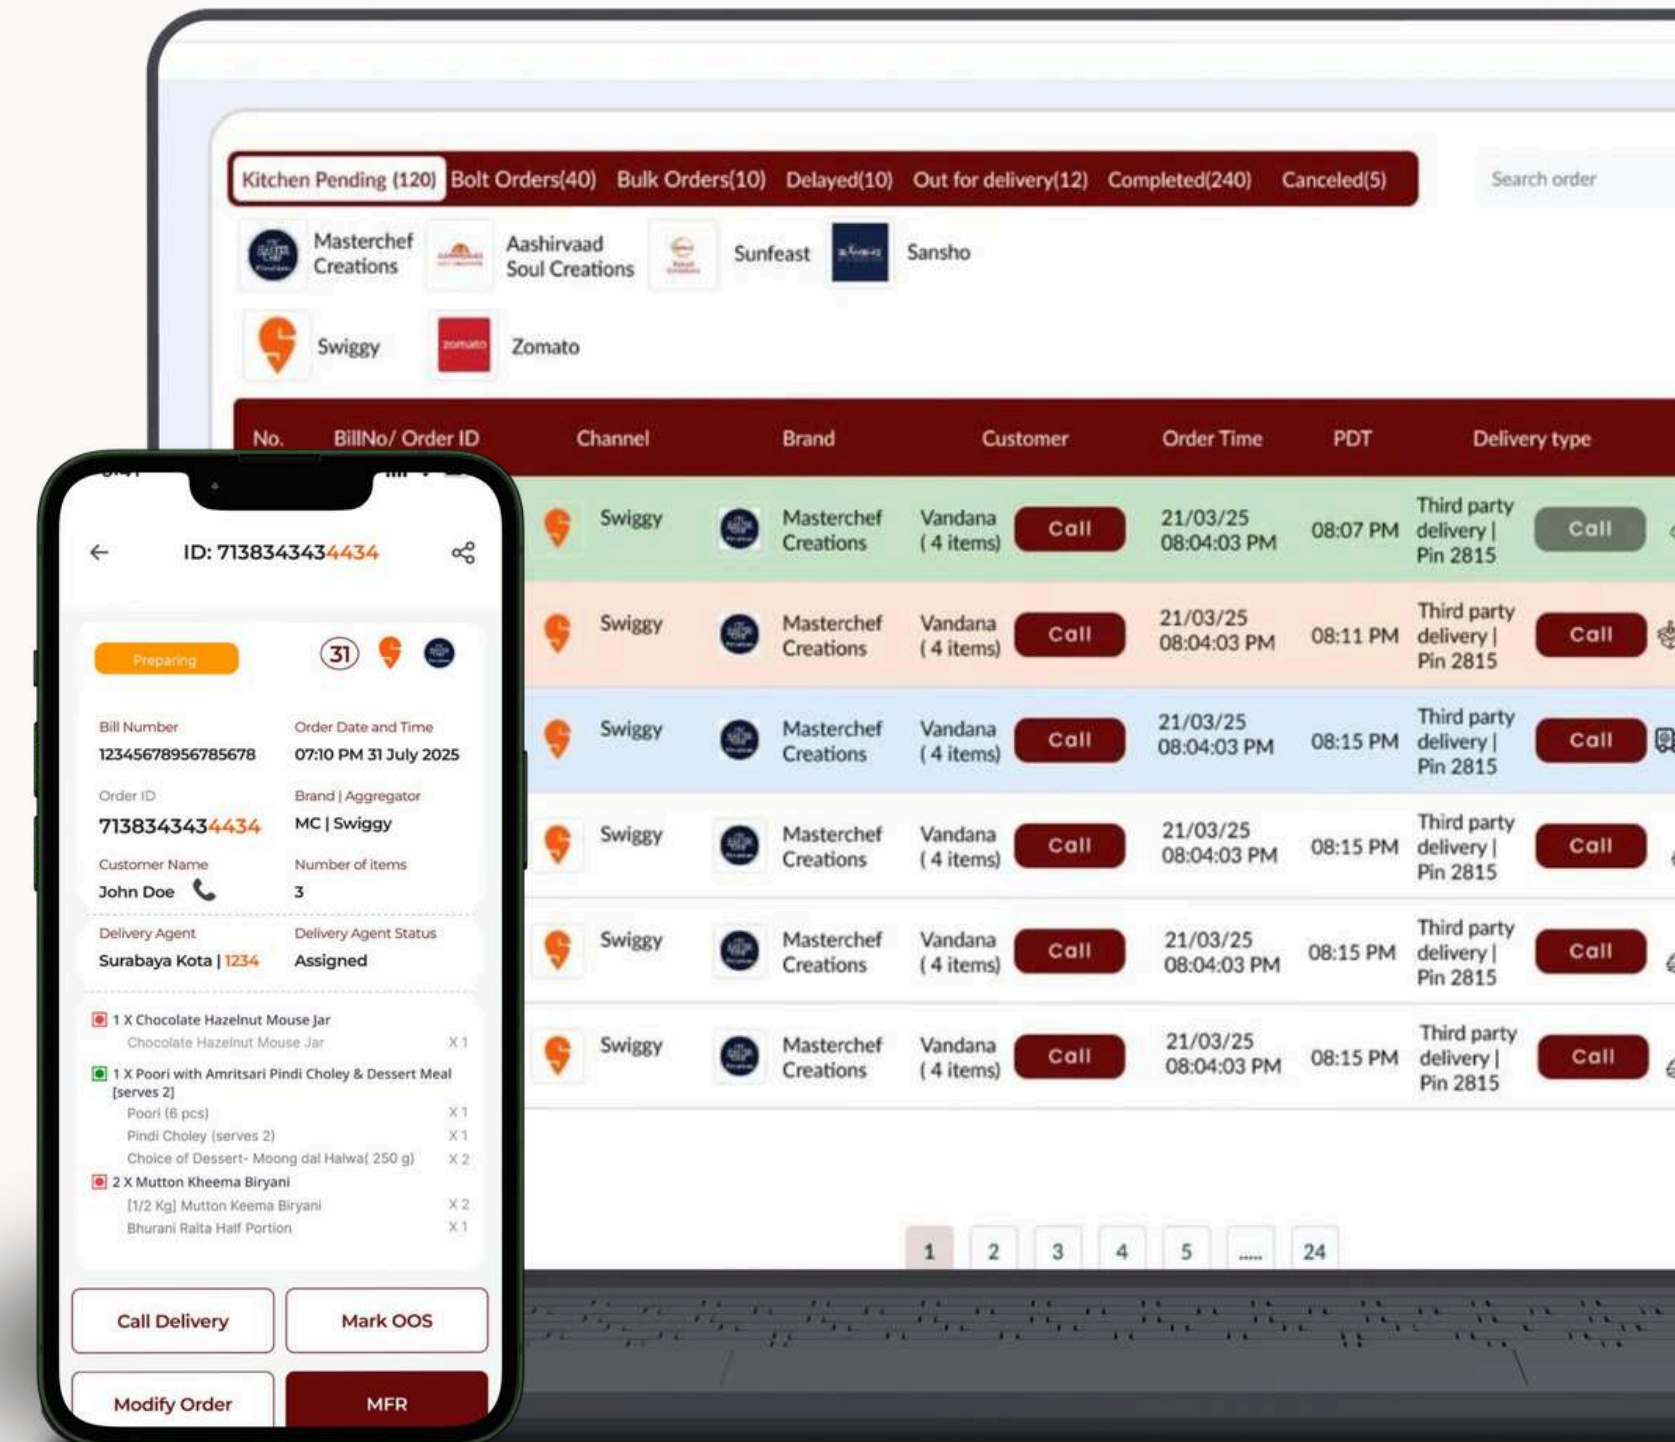 Kitchen Pending (120) Bolt Orders(40) Bulk Orders(10) Delayed(10) Out for delivery(12) Completed(240) Canceled(5)
Search order
Masterchef Creations
Aashirvaad Soul Creations
Sunfeast
Sansho
Swiggy
zomato
Zomato
No. BillNo/ Order ID Channel Brand Customer Order Time PDT Delivery type
Swiggy Masterchef Creations Vandana ( 4 items) Call 21/03/25 08:04:03 PM 08:07 PM Third party delivery | Pin 2815 Call
Swiggy Masterchef Creations Vandana ( 4 items) Call 21/03/25 08:04:03 PM 08:11 PM Third party delivery | Pin 2815 Call
Swiggy Masterchef Creations Vandana ( 4 items) Call 21/03/25 08:04:03 PM 08:15 PM Third party delivery | Pin 2815 Call
Swiggy Masterchef Creations Vandana ( 4 items) Call 21/03/25 08:04:03 PM 08:15 PM Third party delivery | Pin 2815 Call
Swiggy Masterchef Creations Vandana ( 4 items) Call 21/03/25 08:04:03 PM 08:15 PM Third party delivery | Pin 2815 Call
Swiggy Masterchef Creations Vandana ( 4 items) Call 21/03/25 08:04:03 PM 08:15 PM Third party delivery | Pin 2815 Call
1 2 3 4 5 ..... 24
ID: 7138343434434
Preparing
31
Bill Number Order Date and Time
12345678956785678 07:10 PM 31 July 2025
Order ID Brand | Aggregator
7138343434434 MC | Swiggy
Customer Name Number of items
John Doe 3
Delivery Agent Delivery Agent Status
Surabaya Kota | 1234 Assigned
1 X Chocolate Hazelnut Mouse Jar
Chocolate Hazelnut Mouse Jar X 1
1 X Poori with Amritsari Pindi Choley & Dessert Meal
[serves 2]
Poori (6 pcs) X 1
Pindi Choley (serves 2) X 1
Choice of Dessert- Moong dal Halwa( 250 g) X 2
2 X Mutton Kheema Biryani
[1/2 Kg] Mutton Keema Biryani X 2
Bhurani Raita Half Portion X 1
Call Delivery Mark OOS
Modify Order MFR